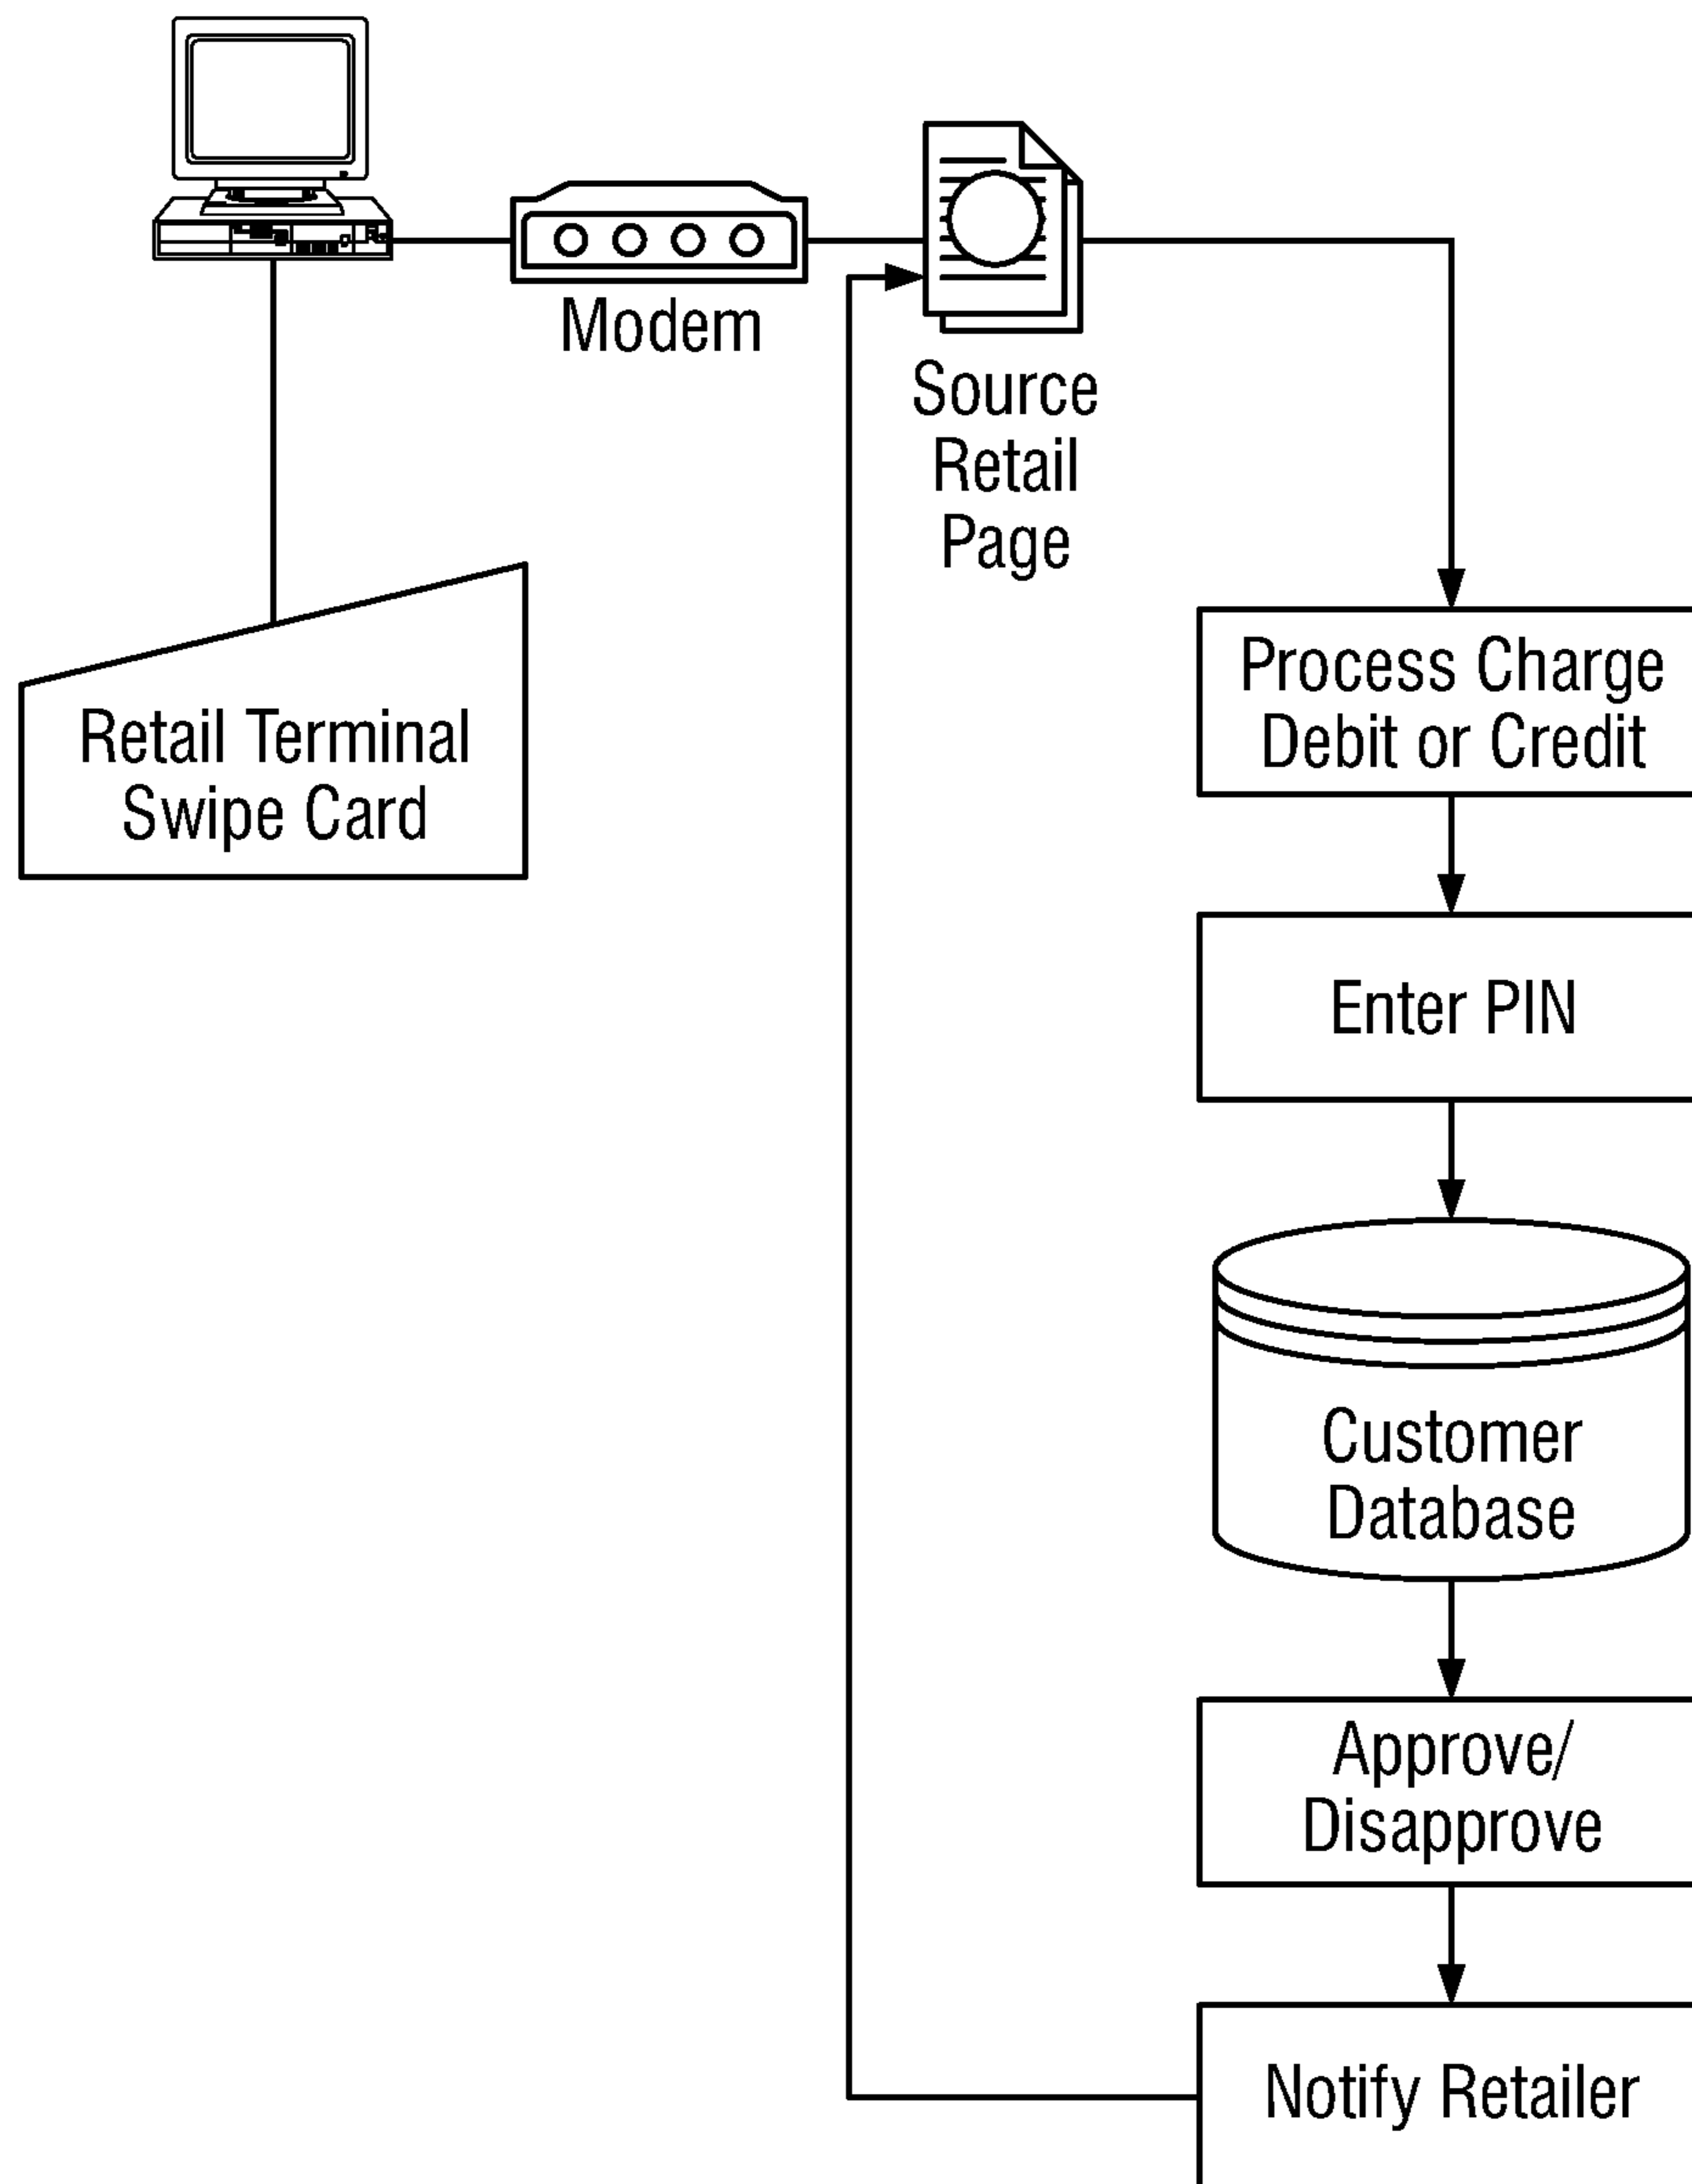 Modem
Source
Retail
Page
Retail Terminal
Swipe Card
Process Charge
Debit or Credit
Enter PIN
Customer
Database
Approve/
Disapprove
Notify Retailer